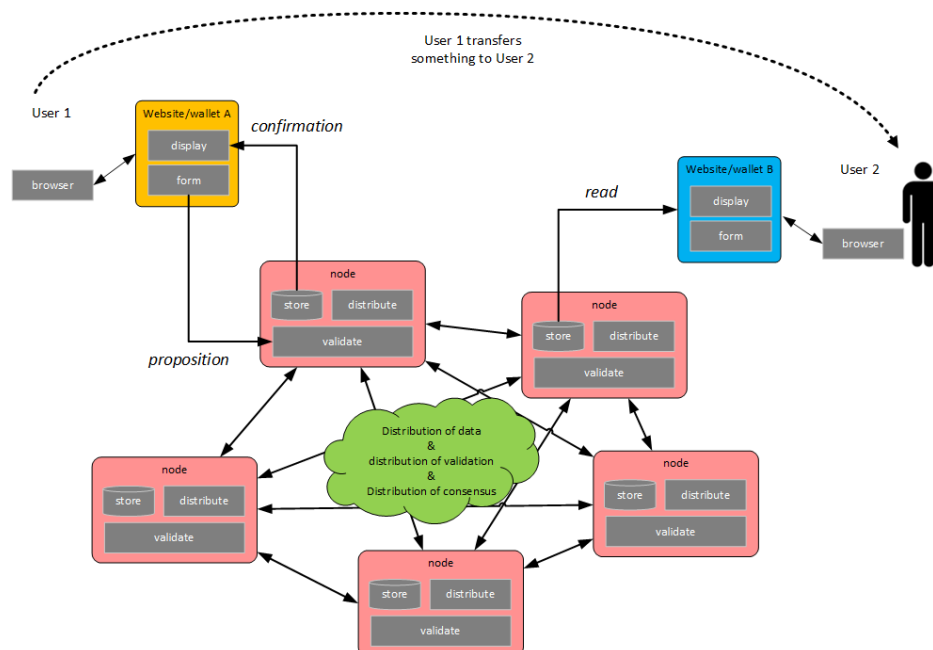 User 1 transfers
something to User 2
User 1
Website/wallet A
confirmation
display
form
browser
User 2
Website/wallet B
read
display
form
browser
node
store
distribute
validate
proposition
node
store
distribute
validate
Distribution of data
&
distribution of validation
&
Distribution of consensus
node
store
distribute
validate
node
store
distribute
validate
node
store
distribute
validate